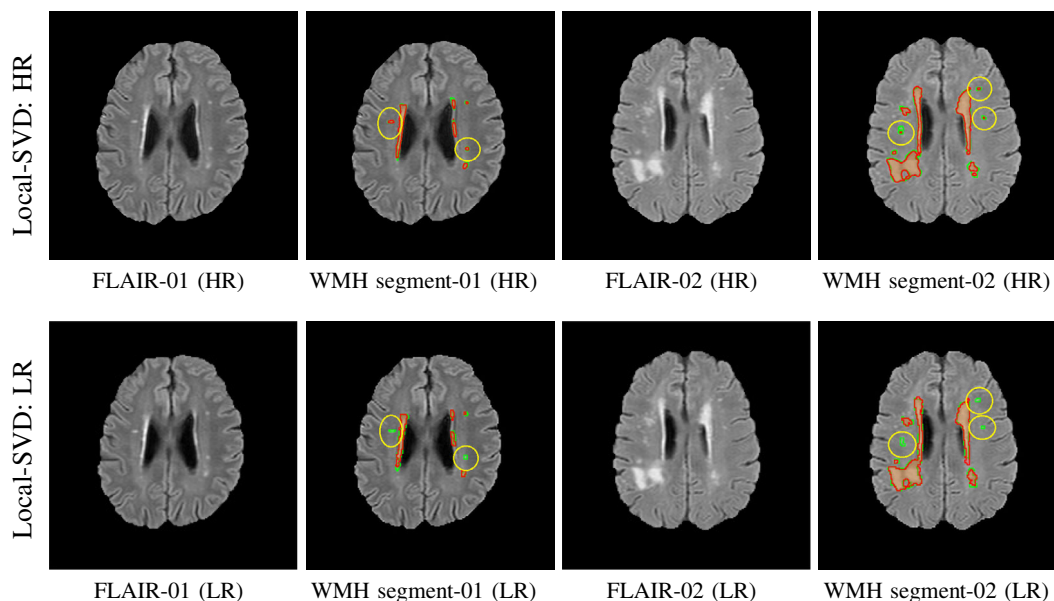 Local-SVD: HR
FLAIR-01 (HR)
WMH segment-01 (HR)
FLAIR-02 (HR)
WMH segment-02 (HR)
Local-SVD: LR
FLAIR-01 (LR)
WMH segment-01 (LR)
FLAIR-02 (LR)
WMH segment-02 (LR)